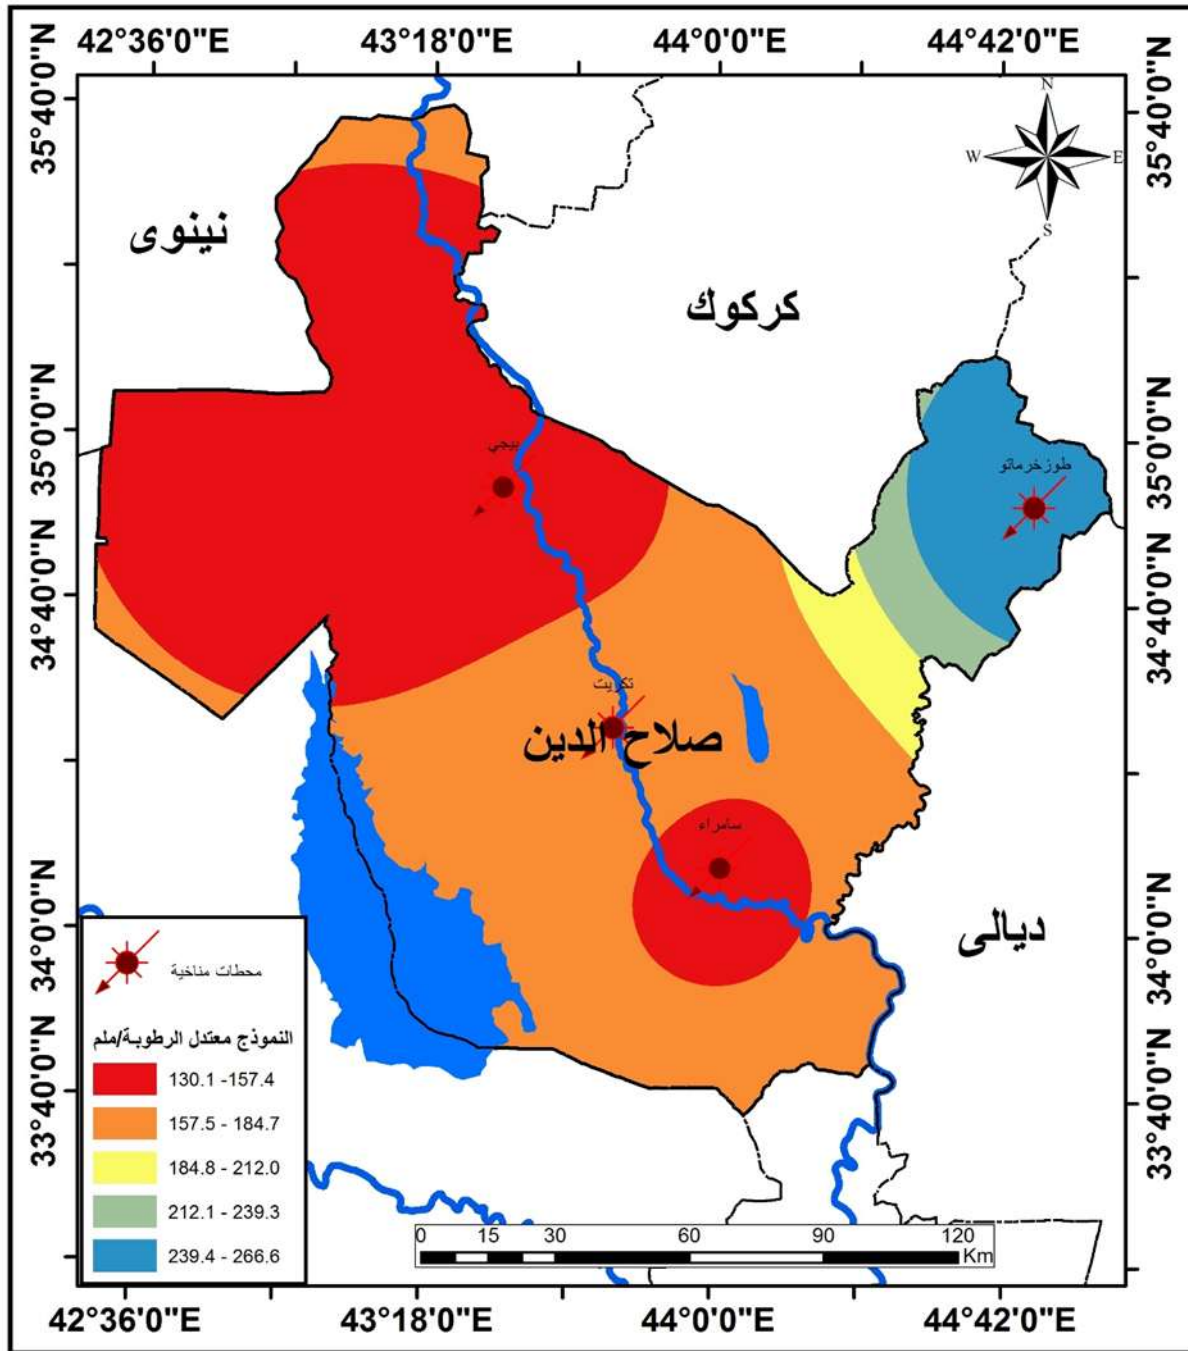 42°36'0"E 43°18'0"E 44°0'0"E 44°42'0"E
35°40'0"N
35°40'0"N
N
W E
S
نينوى
كركوك
35°0'0"N
35°0'0"N
بيجي
طوزخرماتو
34°40'0"N
34°40'0"N
تكريت
صلاح الدين
سامراء
34°0'0"N
34°0'0"N
ديالى
محطات مناخية
النموذج معتدل الرطوبة/ملم
130.1 -157.4
157.5 - 184.7
184.8 - 212.0
212.1 - 239.3
239.4 - 266.6
33°40'0"N
33°40'0"N
0 15 30 60 90 120
Km
42°36'0"E 43°18'0"E 44°0'0"E 44°42'0"E